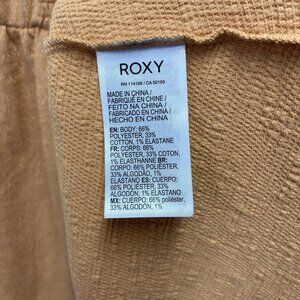 ROXY
RN 114199 / CA 02199
MADE IN CHINA /
FABRIQUÉ EN CHINE /
FEITO NA CHINA /
FABRICADO EN CHINA /
HECHO EN CHINA
EN: BODY: 66%
POLYESTER, 33%
COTTON, 1% ELASTANE
FR: CORPS: 66%
POLYESTER, 33% COTON,
1% ELASTHANNE BR:
CORPO: 66% POLIÉSTER,
33% ALGODÃO, 1%
ELASTANO ES: CUERPO:
66% POLIÉSTER, 33%
ALGODÓN, 1% ELASTANO
MX: CUERPO: 66% poliéster,
33% ALGODÓN, 1%